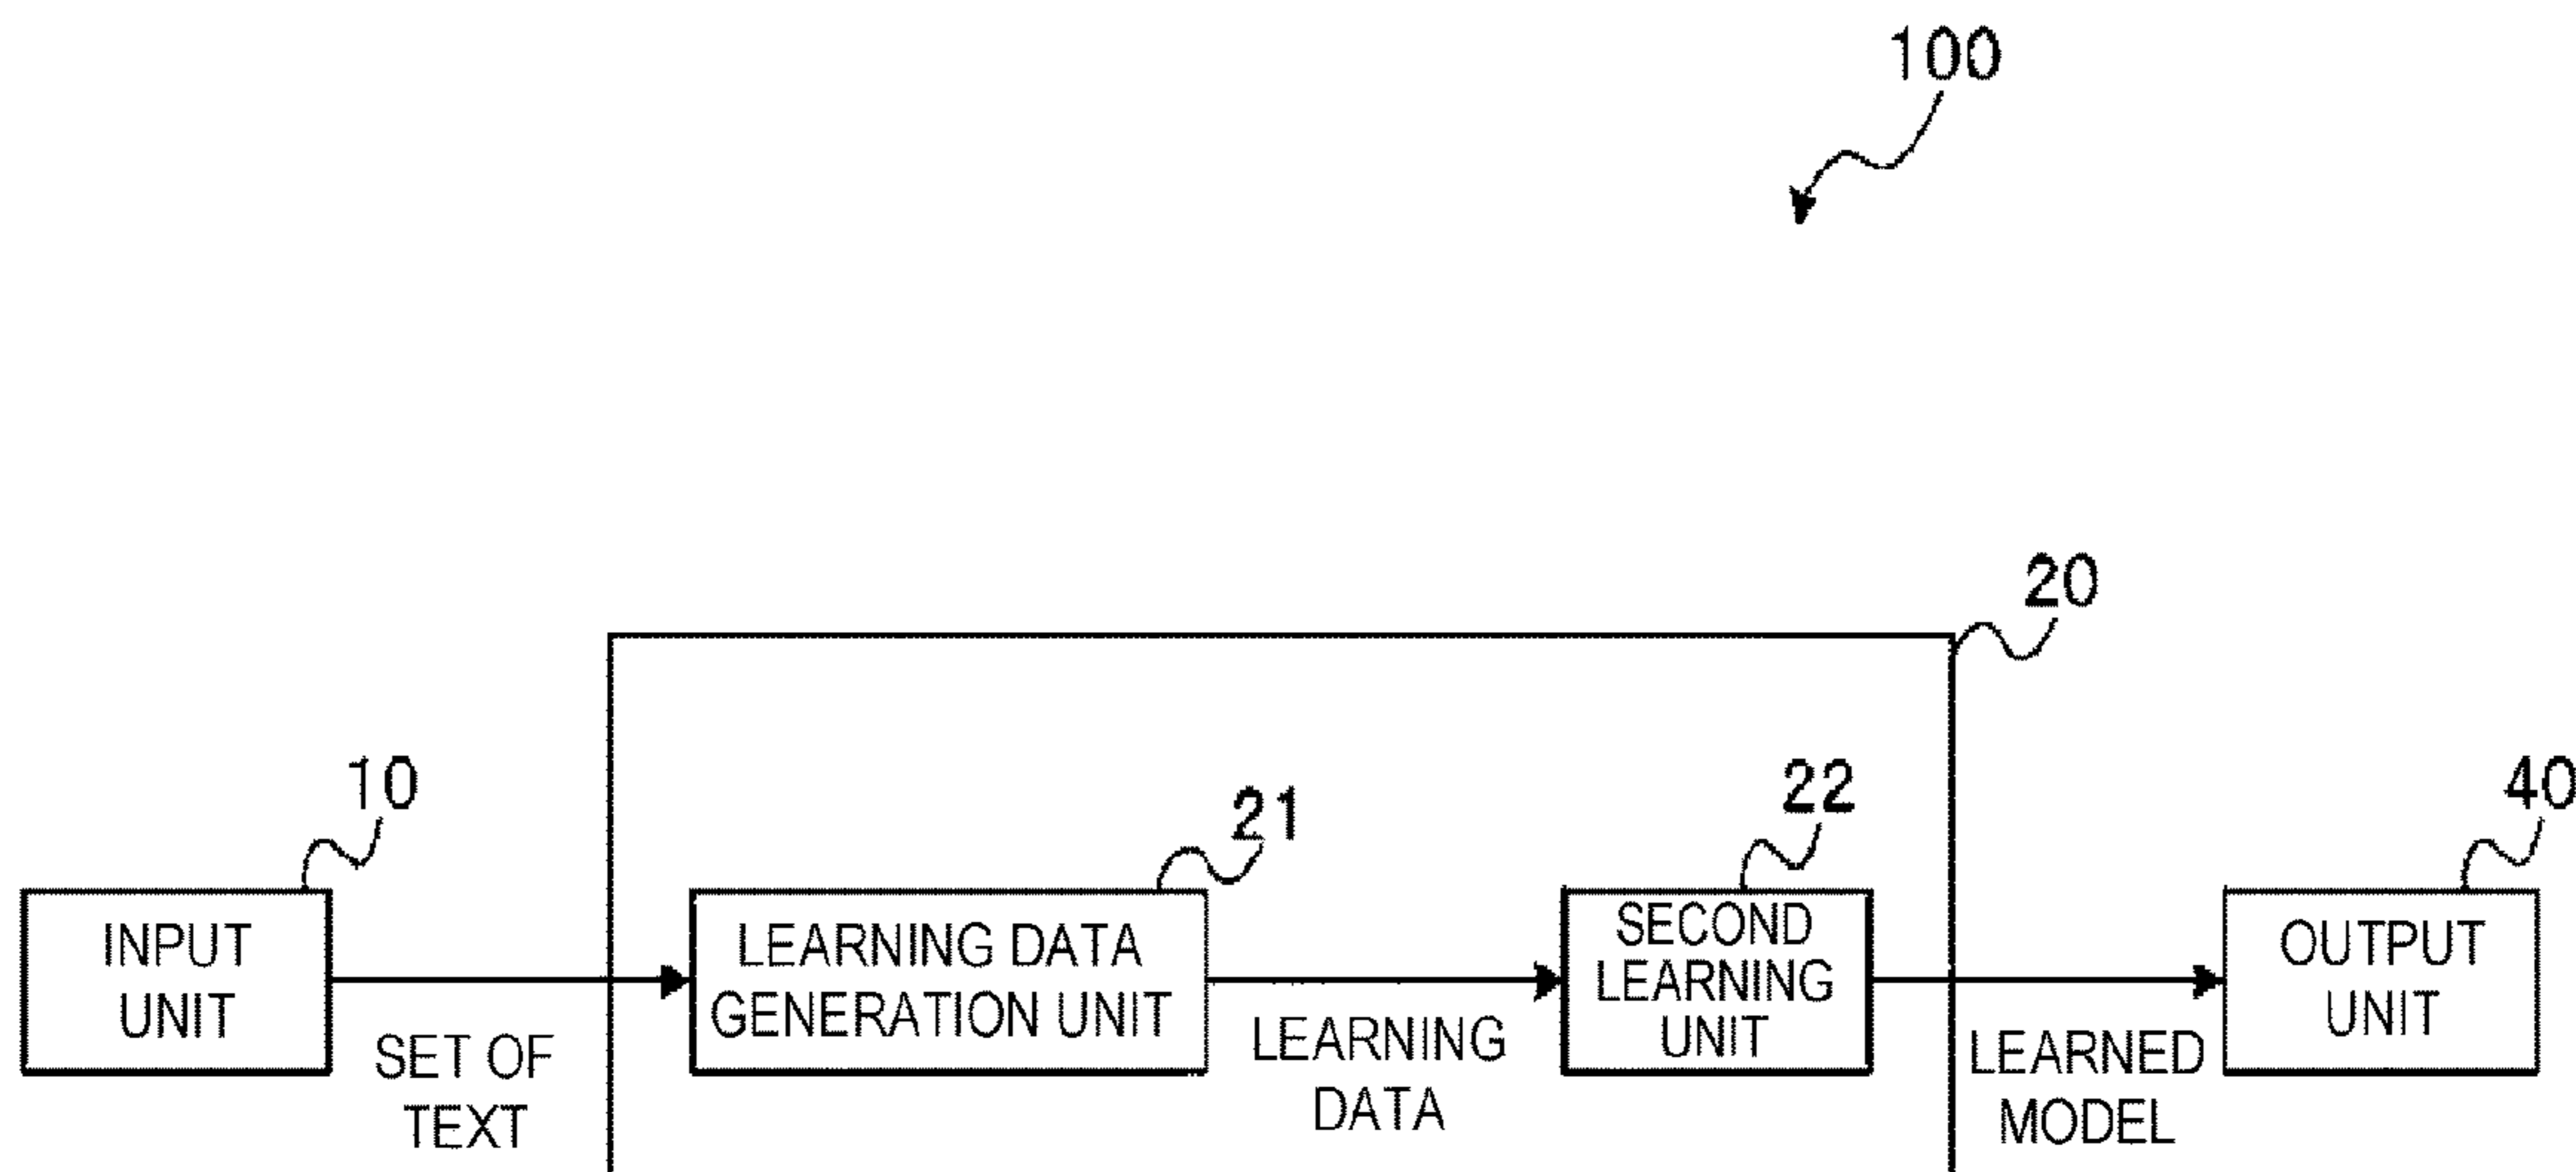 100
20
10
21
22
40
INPUT
UNIT
SET OF
TEXT
LEARNING DATA
GENERATION UNIT
LEARNING
DATA
SECOND
LEARNING
UNIT
LEARNED
MODEL
OUTPUT
UNIT